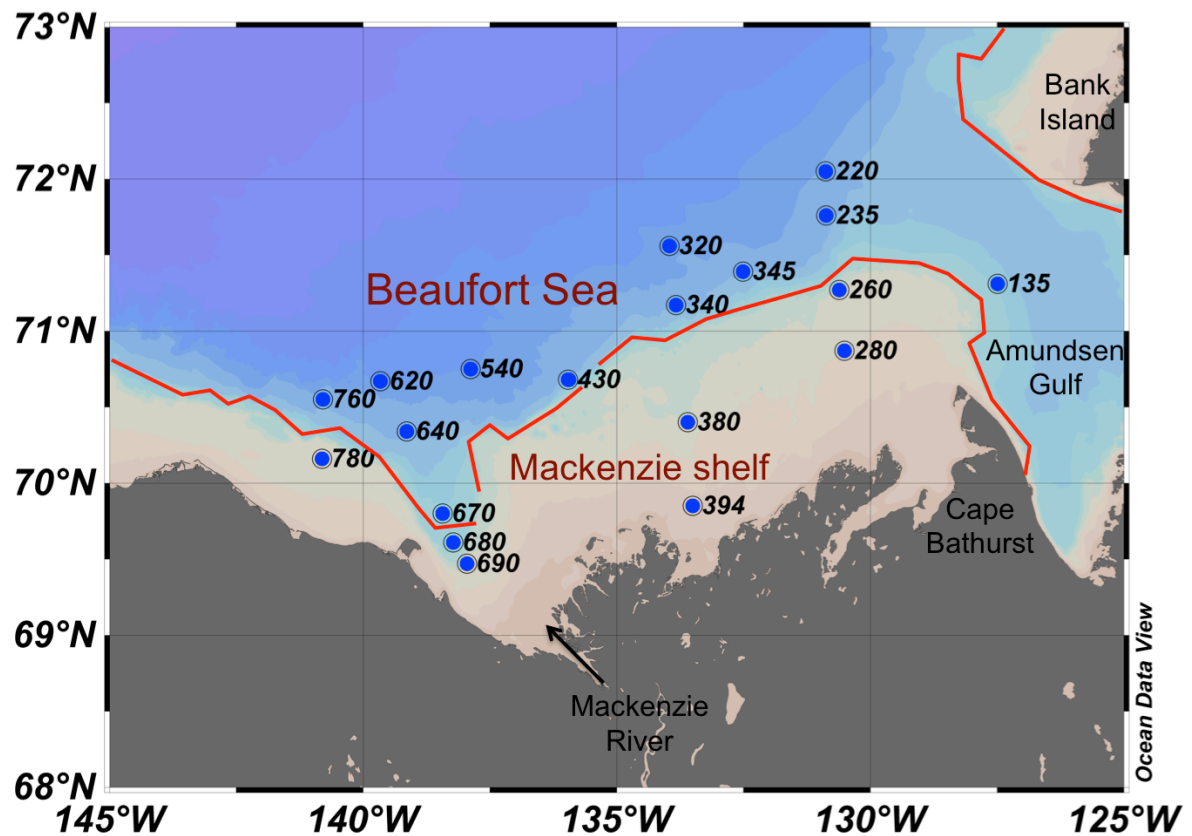 73°N
72°N
71°N
70°N
69°N
68°N
145°W
140°W
135°W
130°W
125°W
Bank
Island
220
235
320
345
Beaufort Sea
260
135
340
280
Amundsen
Gulf
540
430
620
760
640
380
780
Mackenzie shelf
670
394
Cape
Bathurst
680
690
Mackenzie
River
Ocean Data View